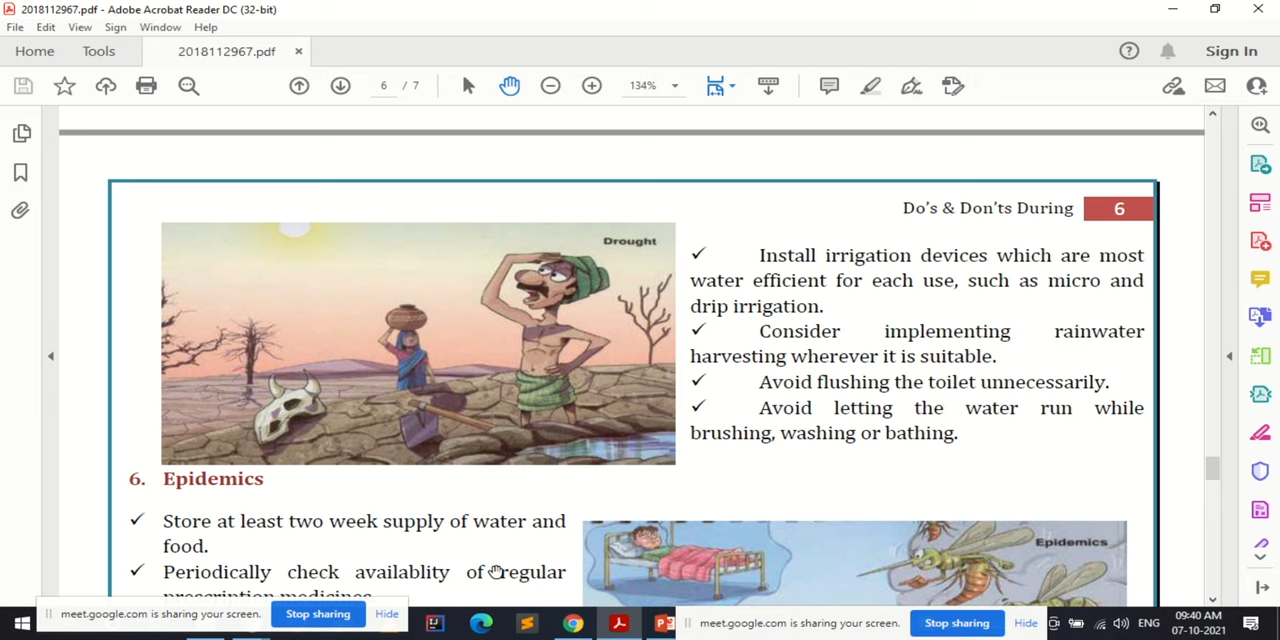 2018112967.pdf - Adobe Acrobat Reader DC (32-bit)
File Edit View Sign Window Help
Home Tools 2018112967.pdf × Sign In
6 / 7 134%
Do's & Don'ts During 6
Drought
✓ Install irrigation devices which are most
water efficient for each use, such as micro and
drip irrigation.
✓ Consider implementing rainwater
harvesting wherever it is suitable.
✓ Avoid flushing the toilet unnecessarily.
✓ Avoid letting the water run while
brushing, washing or bathing.
6. Epidemics
✓ Store at least two week supply of water and
food.
✓ Periodically check availablity of regular
prescription medicines
Epidemics
meet.google.com is sharing your screen. Stop sharing Hide
meet.google.com is sharing your screen. Stop sharing Hide
ENG
09:40 AM
07-10-2021